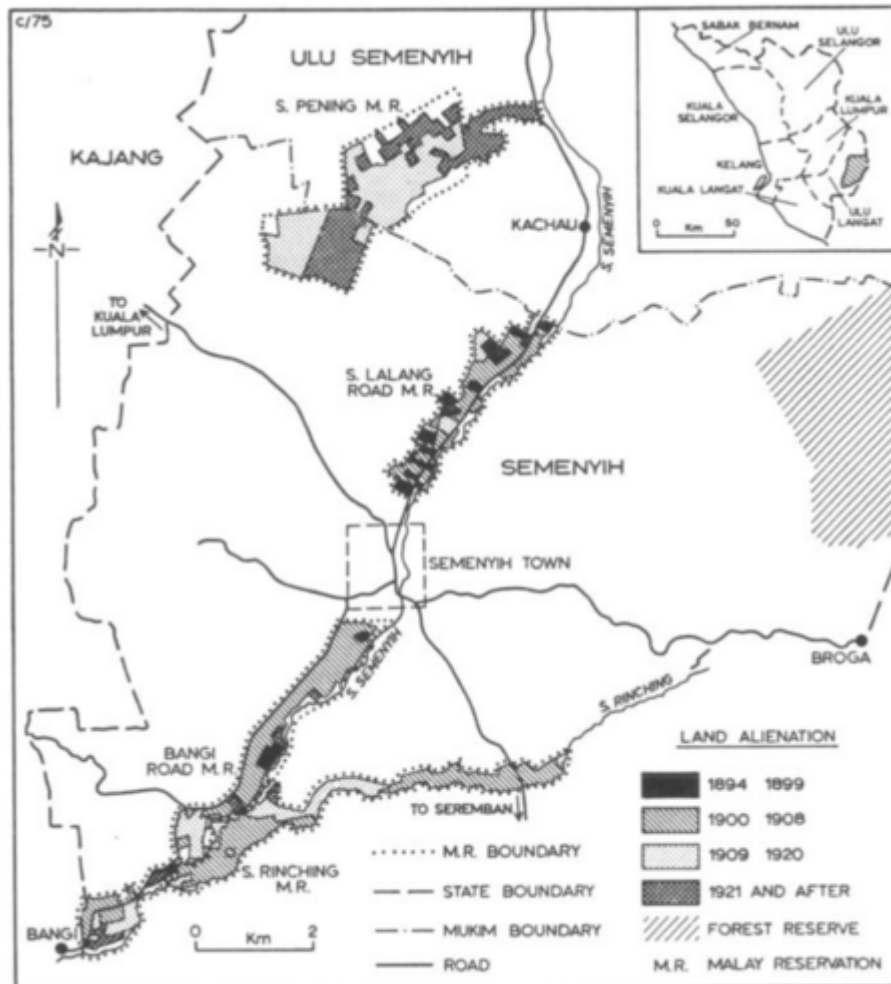 C/75
ULU SEMENYIH
S. PENING M.R.
KAJANG
N
KACHAU
S. SEMENYIH
TO
KUALA
LUMPUR
S. LALANG
ROAD M.R.
SEMENYIH
SEMENYIH TOWN
S. SEMENYIH
BROGA
S. RINCHING
BANGI
ROAD M.R.
TO SEREMBAN
S. RINCHING
M.R.
BANGI
0 2
Km
SABAK BERNAM
ULU
SELANGOR
KUALA
SELANGOR
KUALA
LUMPUR
KELANG
KUALA LANGAT
ULU
LANGAT
0 50
Km
M.R. BOUNDARY
STATE BOUNDARY
MUKIM BOUNDARY
ROAD
LAND ALIENATION
1894 1899
1900 1908
1909 1920
1921 AND AFTER
FOREST RESERVE
M.R. MALAY RESERVATION